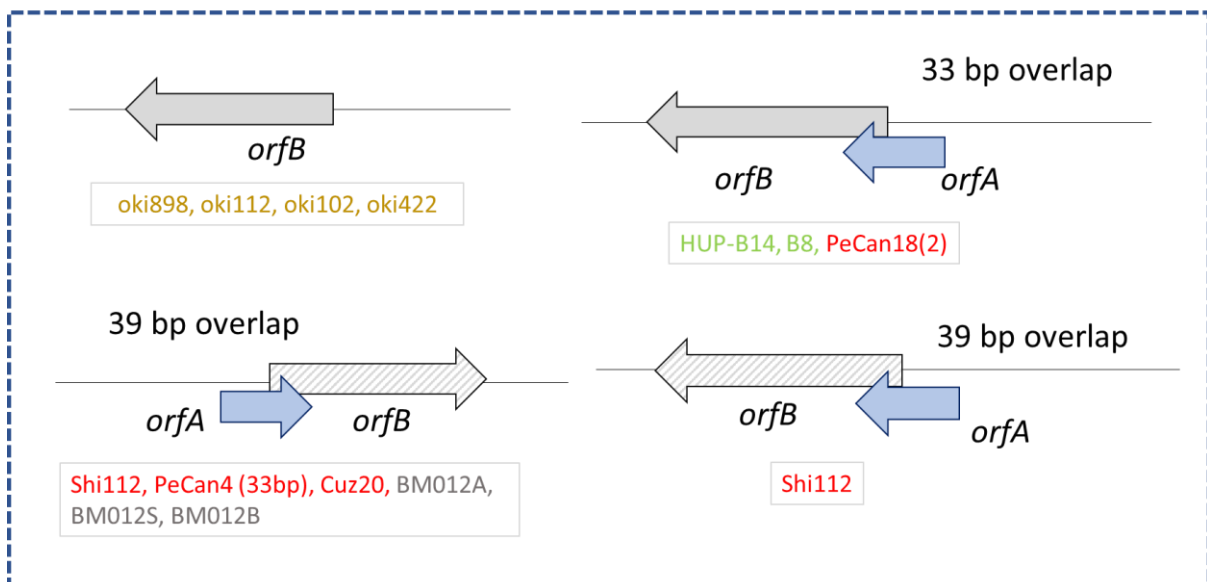 orfB
oki898, oki112, oki102, oki422
33 bp overlap
orfB
orfA
HUP-B14, B8, PeCan18(2)
39 bp overlap
orfA
orfB
Shi112, PeCan4 (33bp), Cuz20, BM012A,
BM012S, BM012B
39 bp overlap
orfB
orfA
Shi112